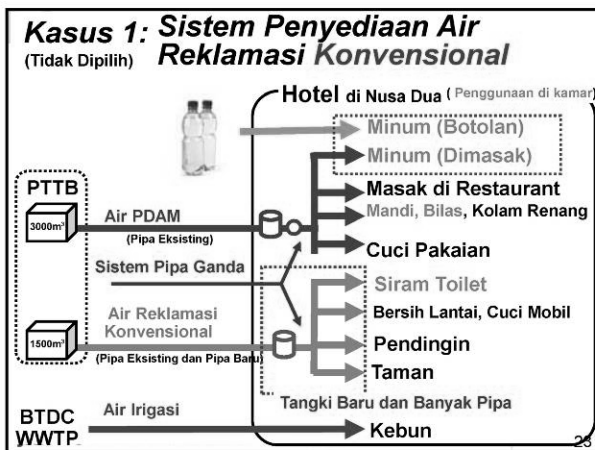 Kasus 1: Sistem Penyediaan Air
(Tidak Dipilih) Reklamasi Konvensional
Hotel di Nusa Dua (Penggunaan di kamar)
Minum (Botolan)
Minum (Dimasak)
PTTB
Masak di Restaurant
3000m³
Air PDAM
Mandi, Bilas, Kolam Renang
(Pipa Eksisting)
Cuci Pakaian
Sistem Pipa Ganda
Siram Toilet
Air Reklamasi
Konvensional
Bersih Lantai, Cuci Mobil
1500m³
(Pipa Eksisting dan Pipa Baru)
Pendingin
Taman
Tangki Baru dan Banyak Pipa
BTDC
WWTP
Air Irigasi
Kebun
23